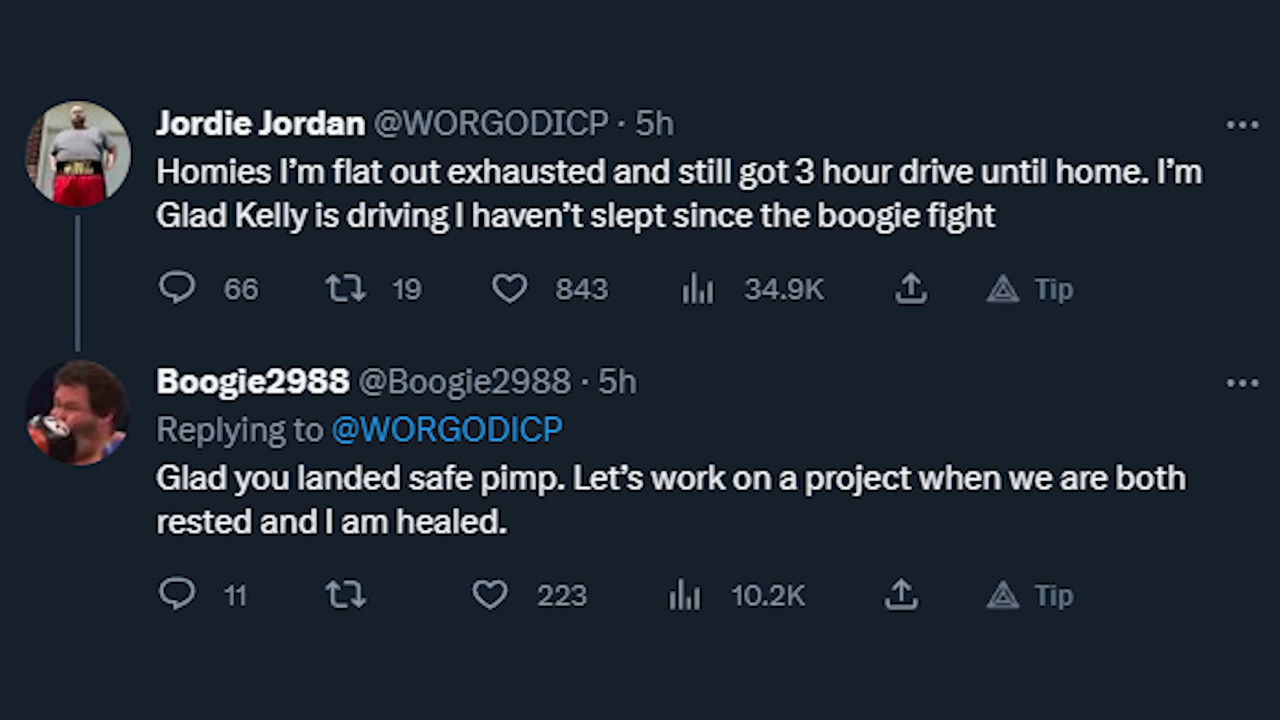 Jordie Jordan @WORGODICP · 5h
Homies I’m flat out exhausted and still got 3 hour drive until home. I’m
Glad Kelly is driving I haven’t slept since the boogie fight
66 19 843 34.9K Tip
Boogie2988 @Boogie2988 · 5h
Replying to @WORGODICP
Glad you landed safe pimp. Let’s work on a project when we are both
rested and I am healed.
11 223 10.2K Tip